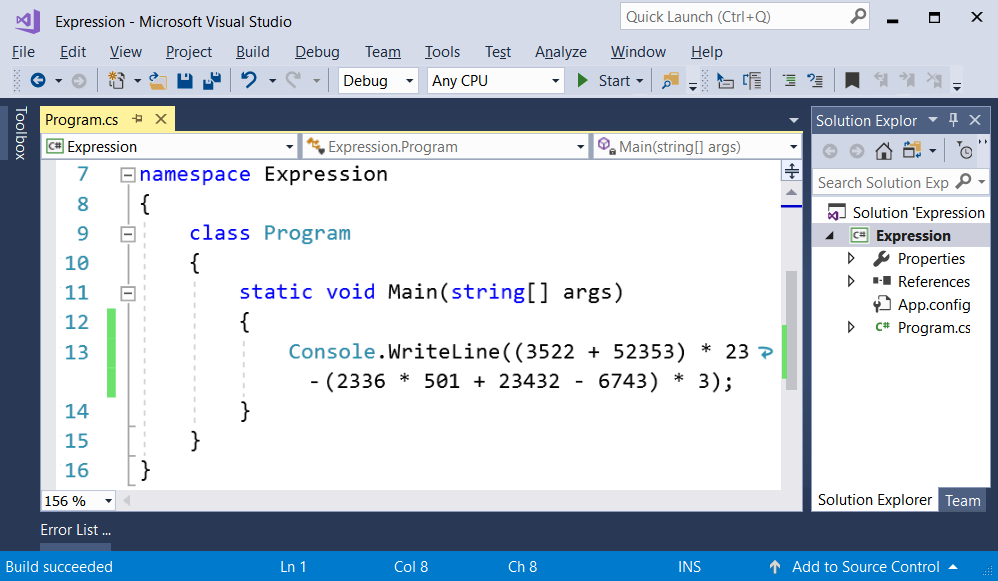 Expression - Microsoft Visual Studio
Quick Launch (Ctrl+Q)
File Edit View Project Build Debug Team Tools Test Analyze Window Help
Debug Any CPU Start
Toolbox
Program.cs
Expression Expression.Program Main(string[] args)
7 namespace Expression
8 {
9 class Program
10 {
11 static void Main(string[] args)
12 {
13 Console.WriteLine((3522 + 52353) * 23
-(2336 * 501 + 23432 - 6743) * 3);
14 }
15 }
16 }
156 %
Solution Explor
Search Solution Exp
Solution 'Expression
C# Expression
Properties
References
App.config
C# Program.cs
Solution Explorer Team
Error List ...
Build succeeded Ln 1 Col 8 Ch 8 INS Add to Source Control